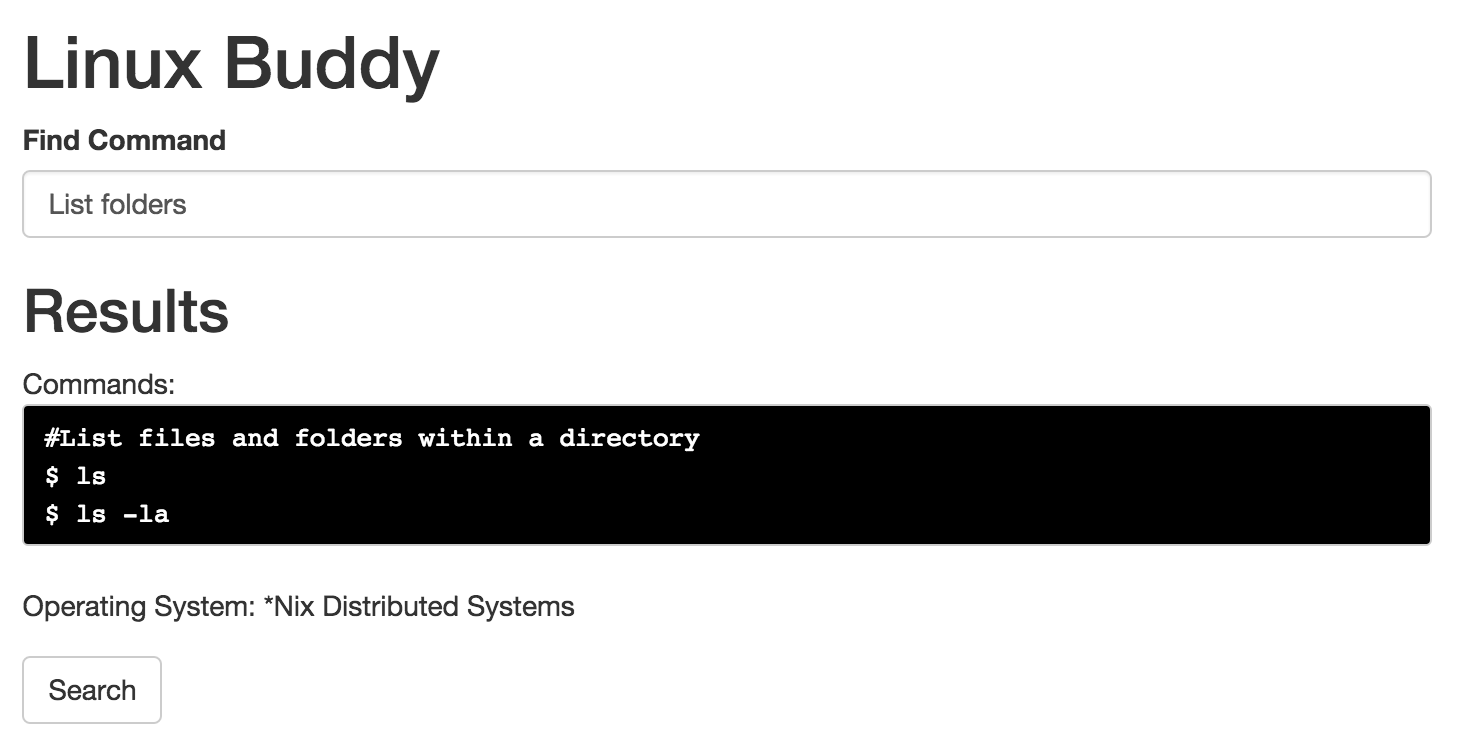 Linux Buddy
Find Command
List folders
Results
Commands:
#List files and folders within a directory
$ ls
$ ls -la
Operating System: *Nix Distributed Systems
Search